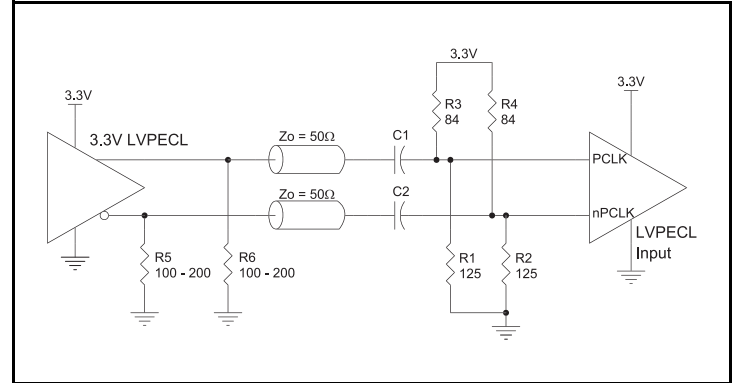 3.3V
3.3V LVPECL
Zo = 50Ω
Zo = 50Ω
C1
C2
3.3V
R3
84
R4
84
3.3V
PCLK
nPCLK
LVPECL
Input
R5
100 - 200
R6
100 - 200
R1
125
R2
125